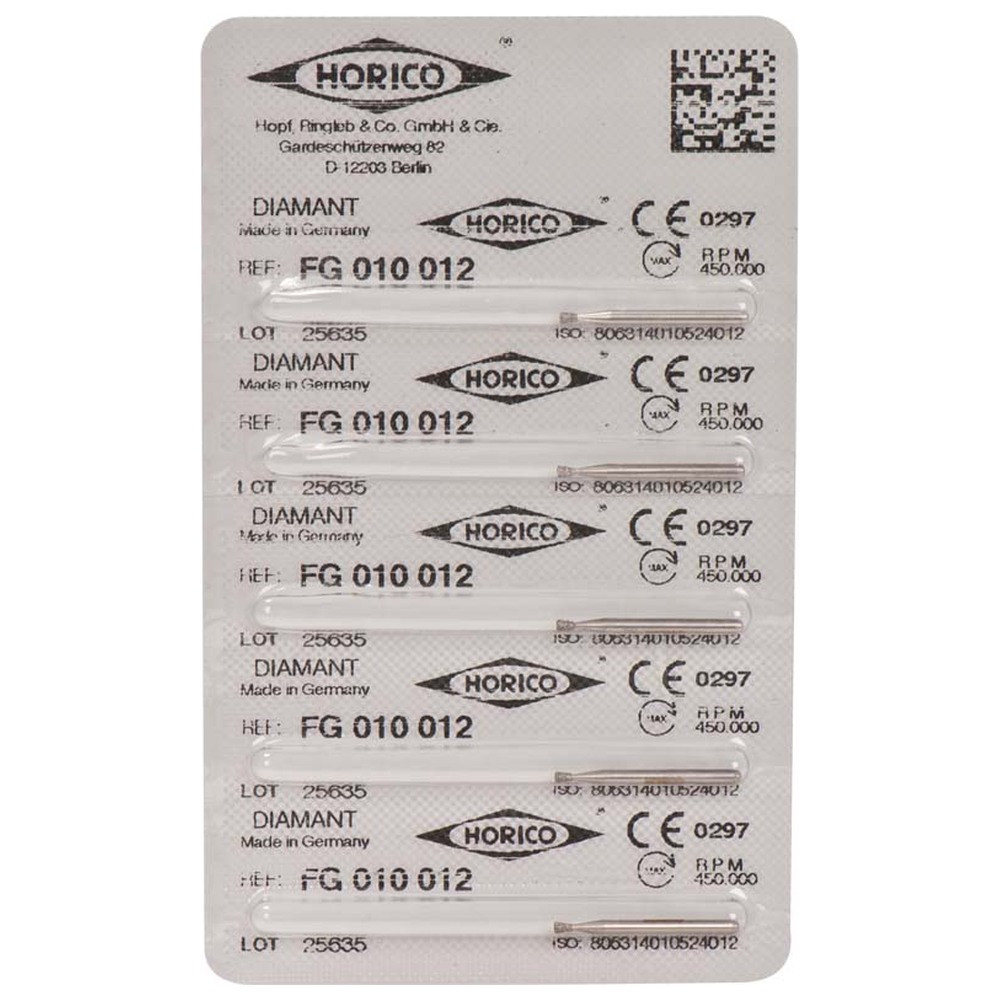 HORICO ®
Hopf, Ringleb & Co. GmbH & Cie.
Gardeschützenweg 82
D-12203 Berlin
DIAMANT HORICO ® CE 0297
Made in Germany
REF: FG 010 012 MAX RPM 450.000
LOT 25635 ISO: 806314010524012
DIAMANT HORICO ® CE 0297
Made in Germany
REF: FG 010 012 MAX RPM 450.000
LOT 25635 ISO: 806314010524012
DIAMANT HORICO ® CE 0297
Made in Germany
REF: FG 010 012 MAX RPM 450.000
LOT 25635 ISO: 806314010524012
DIAMANT HORICO ® CE 0297
Made in Germany
REF: FG 010 012 MAX RPM 450.000
LOT 25635 ISO: 806314010524012
DIAMANT HORICO ® CE 0297
Made in Germany
REF: FG 010 012 MAX RPM 450.000
LOT 25635 ISO: 806314010524012